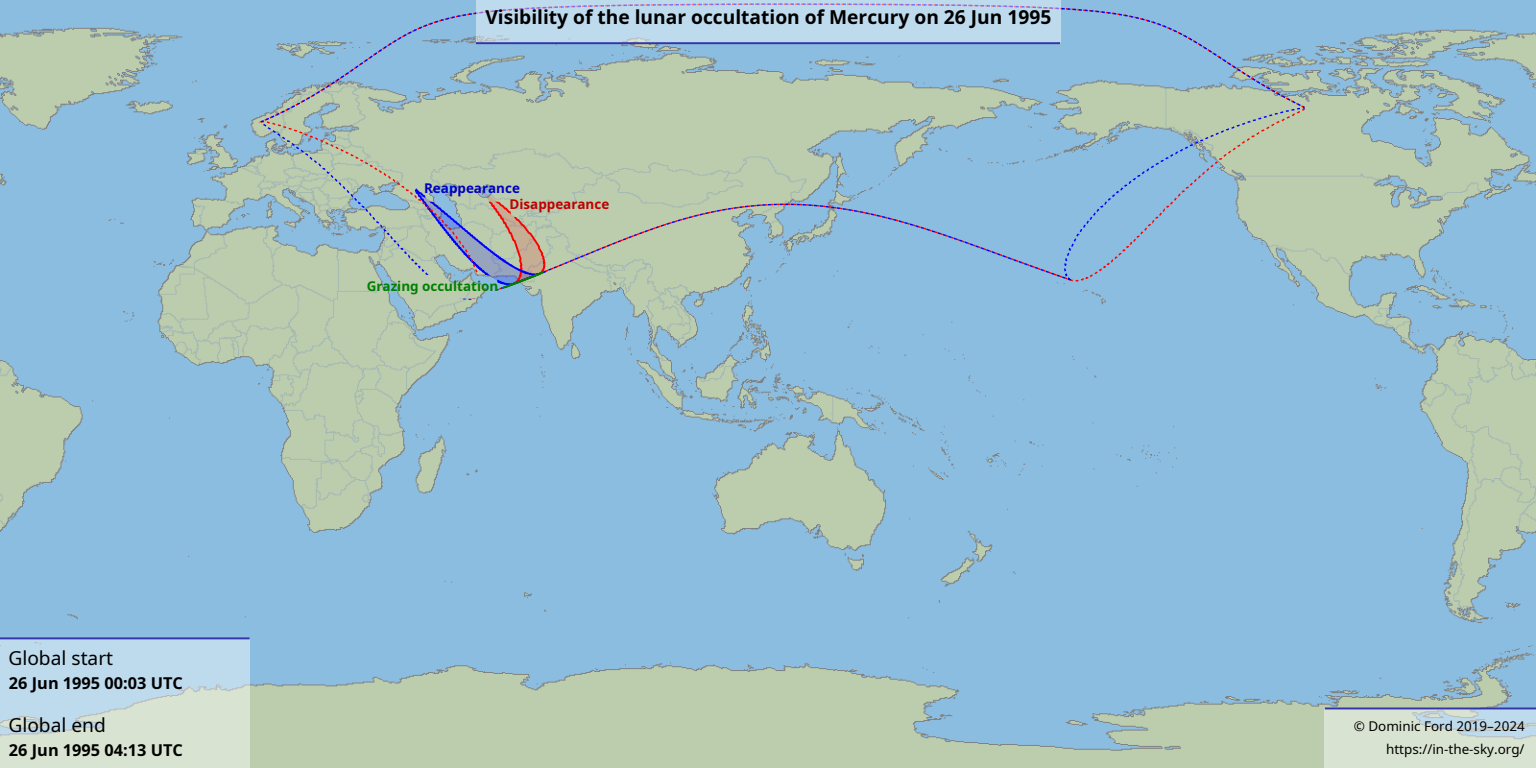 Visibility of the lunar occultation of Mercury on 26 Jun 1995
Reappearance
Disappearance
Grazing occultation
Global start
26 Jun 1995 00:03 UTC
Global end
26 Jun 1995 04:13 UTC
© Dominic Ford 2019–2024
https://in-the-sky.org/